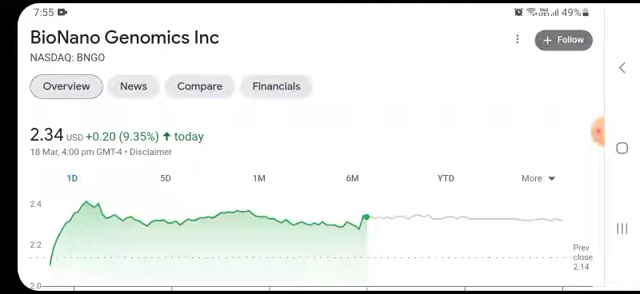 7:55
49%
BioNano Genomics Inc
NASDAQ: BNGO
+ Follow
Overview
News
Compare
Financials
2.34 USD +0.20 (9.35%) ↑ today
18 Mar, 4:00 pm GMT-4 • Disclaimer
1D
5D
1M
6M
YTD
More
2.4
2.2
2.0
Prev
close
2.14